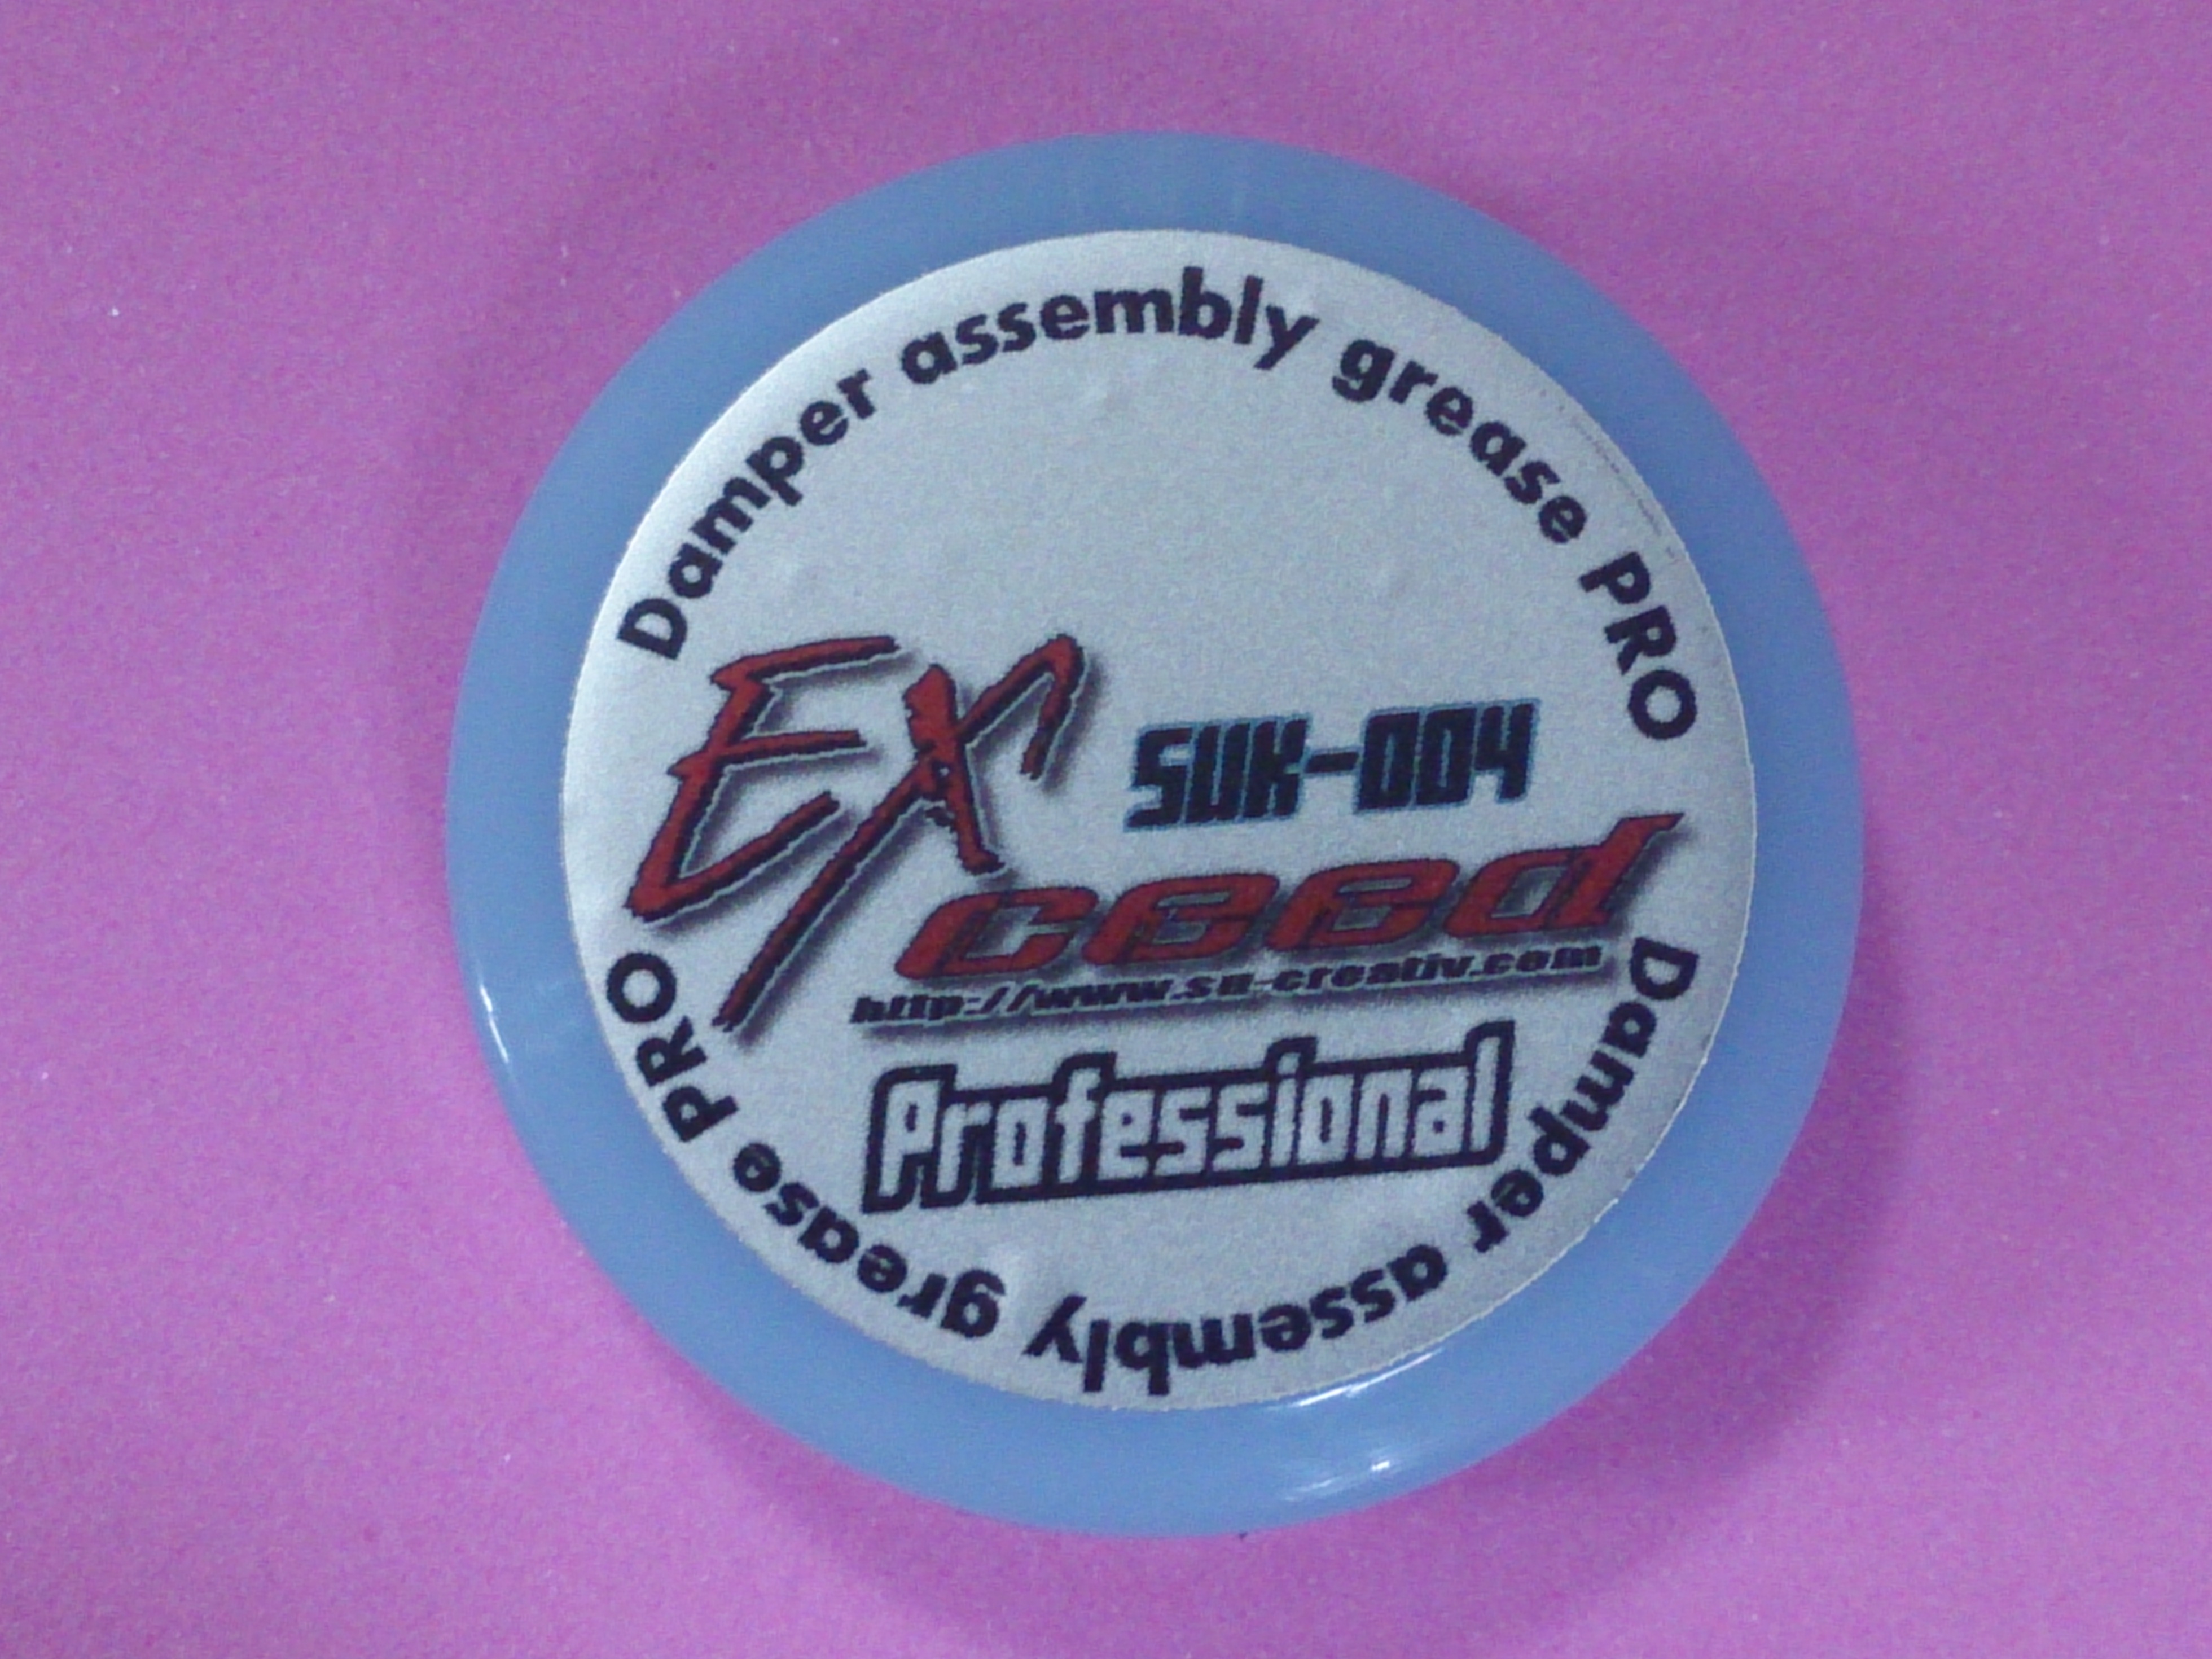 Damper assembly grease PRO
EXceed
SUK-004
http://www.su-creativ.com
Professional
Damper assembly grease PRO